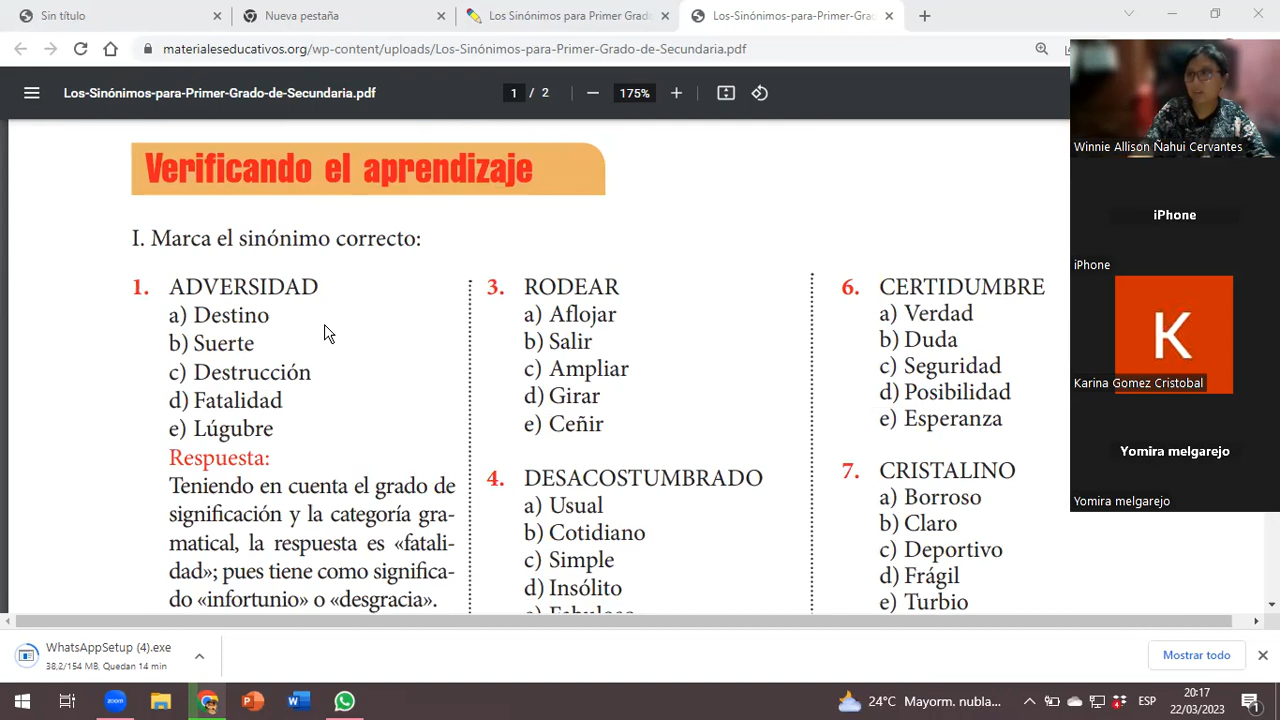 Sin título
Nueva pestaña
Los Sinónimos para Primer Grado
Los-Sinónimos-para-Primer-Gra
materialeseducativos.org/wp-content/uploads/Los-Sinónimos-para-Primer-Grado-de-Secundaria.pdf
Los-Sinónimos-para-Primer-Grado-de-Secundaria.pdf
1 / 2
175%
Verificando el aprendizaje
I. Marca el sinónimo correcto:
1. ADVERSIDAD
a) Destino
b) Suerte
c) Destrucción
d) Fatalidad
e) Lúgubre
Respuesta:
Teniendo en cuenta el grado de
significación y la categoría gra-
matical, la respuesta es «fatali-
dad»; pues tiene como significa-
do «infortunio» o «desgracia».
3. RODEAR
a) Aflojar
b) Salir
c) Ampliar
d) Girar
e) Ceñir
4. DESACOSTUMBRADO
a) Usual
b) Cotidiano
c) Simple
d) Insólito
e) Fabuloso
6. CERTIDUMBRE
a) Verdad
b) Duda
c) Seguridad
d) Posibilidad
e) Esperanza
7. CRISTALINO
a) Borroso
b) Claro
c) Deportivo
d) Frágil
e) Turbio
Winnie Allison Ñahui Cervantes
iPhone
iPhone
K
Karina Gomez Cristobal
Yomira melgarejo
Yomira melgarejo
WhatsAppSetup (4).exe
38,2/154 MB, Quedan 14 min
Mostrar todo
zoom
24°C Mayorm. nubla...
4
ESP
20:17
22/03/2023
1